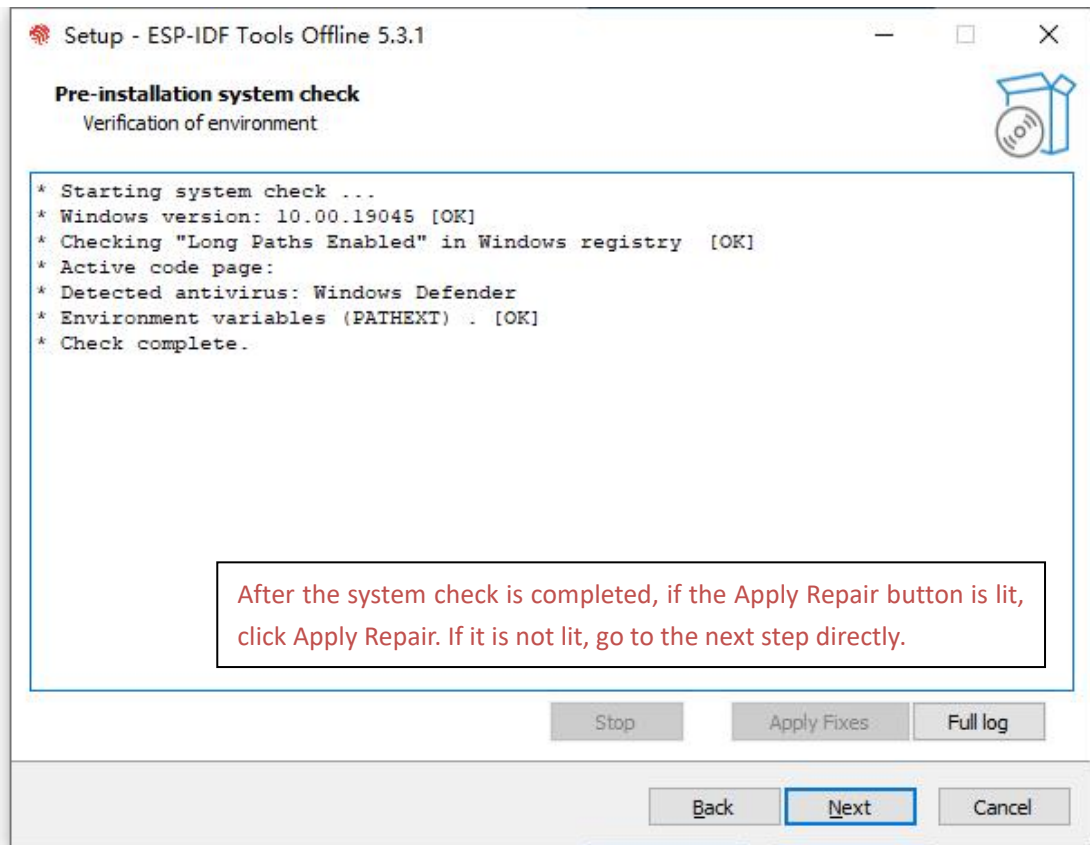 Setup - ESP-IDF Tools Offline 5.3.1
Pre-installation system check
Verification of environment
* Starting system check ...
* Windows version: 10.00.19045 [OK]
* Checking "Long Paths Enabled" in Windows registry  [OK]
* Active code page:
* Detected antivirus: Windows Defender
* Environment variables (PATHEXT) . [OK]
* Check complete.
After the system check is completed, if the Apply Repair button is lit,
click Apply Repair. If it is not lit, go to the next step directly.
Stop Apply Fixes Full log
Back Next Cancel